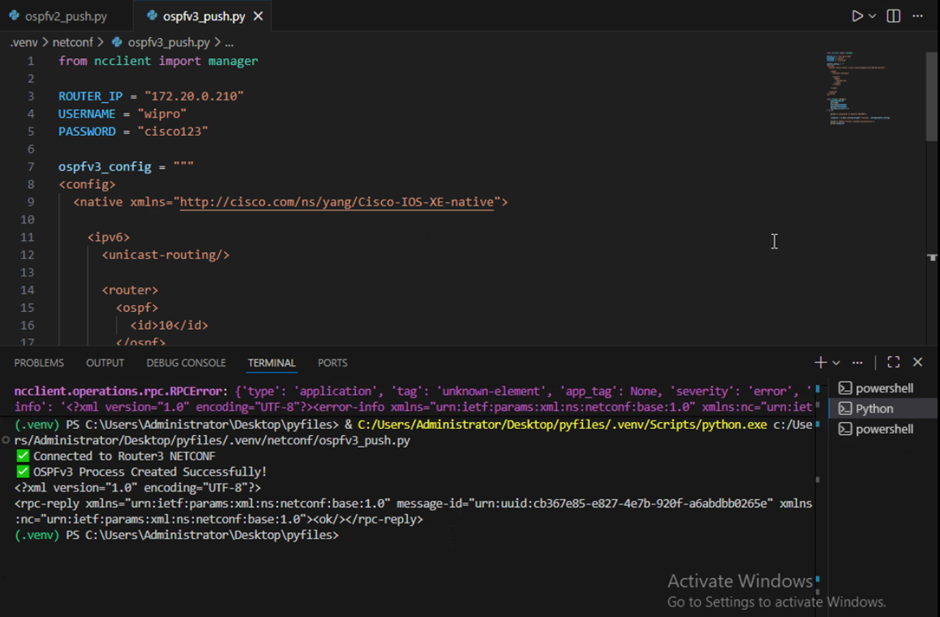 ospfv2_push.py
ospfv3_push.py
.venv > netconf > ospfv3_push.py > ...
1 from ncclient import manager
2
3 ROUTER_IP = "172.20.0.210"
4 USERNAME = "wipro"
5 PASSWORD = "cisco123"
6
7 ospfv3_config = """
8 <config>
9 <native xmlns="http://cisco.com/ns/yang/Cisco-IOS-XE-native">
10
11 <ipv6>
12 <unicast-routing/>
13
14 <router>
15 <ospf>
16 <id>10</id>
17 </ospf>
PROBLEMS OUTPUT DEBUG CONSOLE TERMINAL PORTS
ncclient.operations.rpc.RPCError: {'type': 'application', 'tag': 'unknown-element', 'app_tag': None, 'severity': 'error', '
info': '<?xml version="1.0" encoding="UTF-8"?><error-info xmlns="urn:ietf:params:xml:ns:netconf:base:1.0" xmlns:nc="urn:iet
(.venv) PS C:\Users\Administrator\Desktop\pyfiles> & C:/Users/Administrator/Desktop/pyfiles/.venv/Scripts/python.exe c:/Use
rs/Administrator/Desktop/pyfiles/.venv/netconf/ospfv3_push.py
✅ Connected to Router3 NETCONF
✅ OSPFv3 Process Created Successfully!
<?xml version="1.0" encoding="UTF-8"?>
<rpc-reply xmlns="urn:ietf:params:xml:ns:netconf:base:1.0" message-id="urn:uuid:cb367e85-e827-4e7b-920f-a6abdbb0265e" xmlns
:nc="urn:ietf:params:xml:ns:netconf:base:1.0"><ok/></rpc-reply>
(.venv) PS C:\Users\Administrator\Desktop\pyfiles>
powershell
Python
powershell
Activate Windows
Go to Settings to activate Windows.